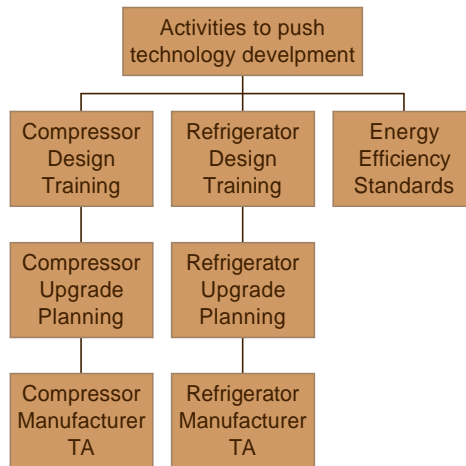 Activities to push
technology develpment
Compressor
Design
Training
Refrigerator
Design
Training
Energy
Efficiency
Standards
Compressor
Upgrade
Planning
Refrigerator
Upgrade
Planning
Compressor
Manufacturer
TA
Refrigerator
Manufacturer
TA